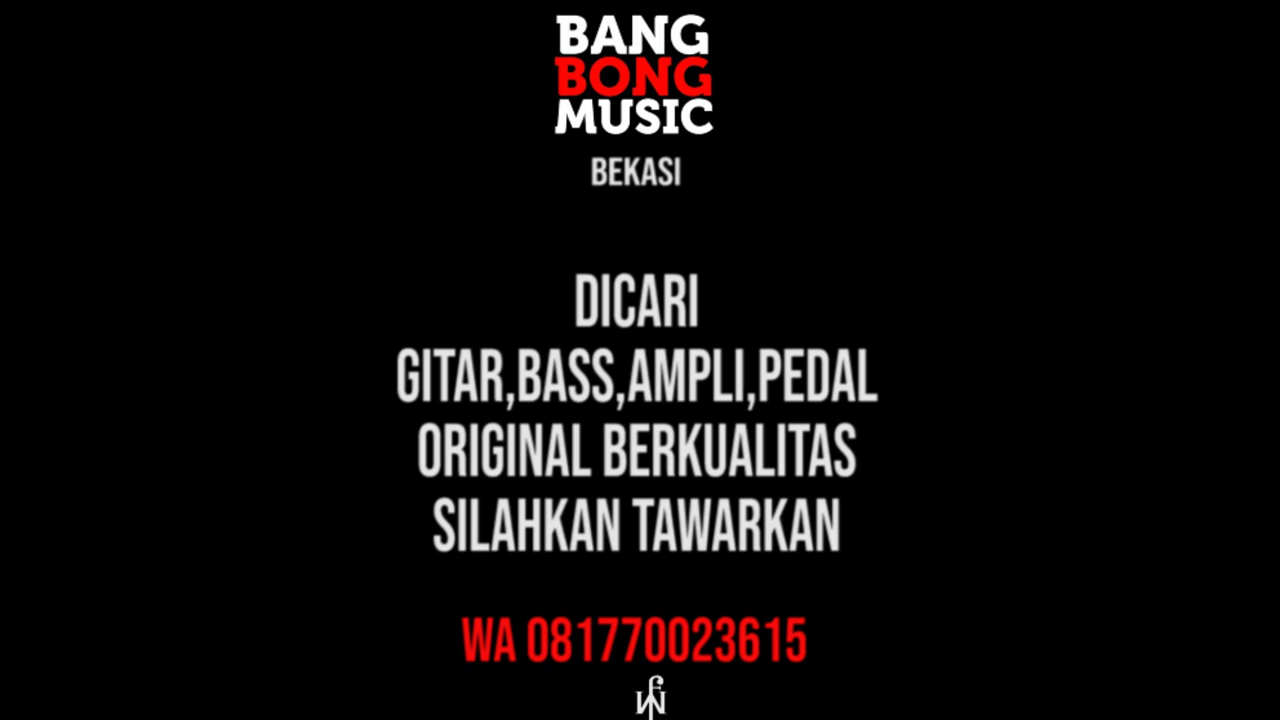 BANG
BONG
MUSIC
BEKASI
DICARI
GITAR,BASS,AMPLI,PEDAL
ORIGINAL BERKUALITAS
SILAHKAN TAWARKAN
WA 081770023615